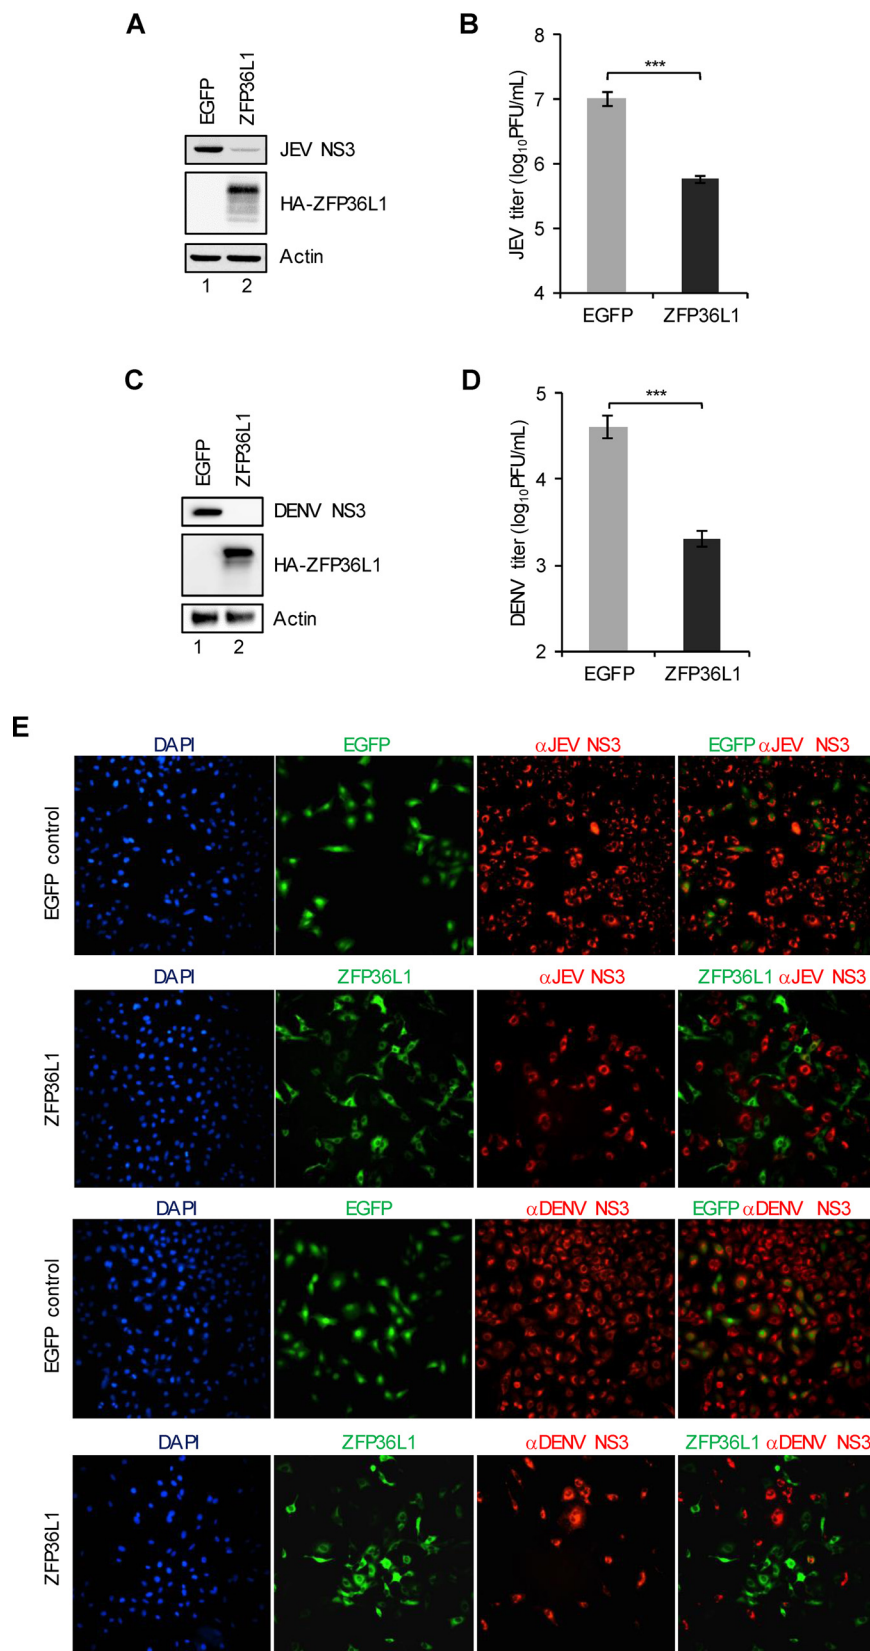 A
EGFP
ZFP36L1
JEV NS3
HA-ZFP36L1
Actin
1 2
B
JEV titer (log10PFU/mL)
8
7
6
5
4
***
EGFP ZFP36L1
C
EGFP
ZFP36L1
DENV NS3
HA-ZFP36L1
Actin
1 2
D
DENV titer (log10PFU/mL)
5
4
3
2
***
EGFP ZFP36L1
E
DAPI EGFP αJEV NS3 EGFP αJEV NS3
EGFP control
DAPI ZFP36L1 αJEV NS3 ZFP36L1 αJEV NS3
ZFP36L1
DAPI EGFP αDENV NS3 EGFP αDENV NS3
EGFP control
DAPI ZFP36L1 αDENV NS3 ZFP36L1 αDENV NS3
ZFP36L1